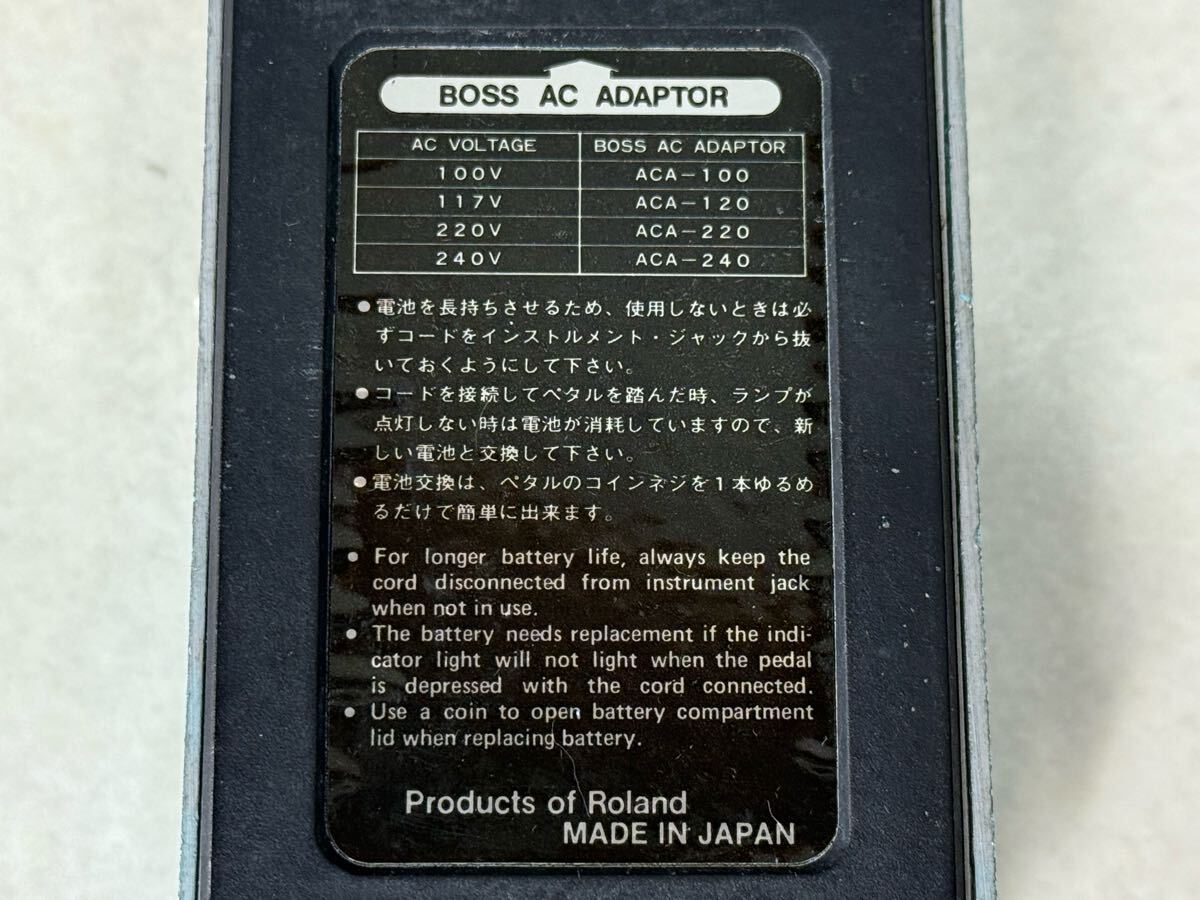 BOSS AC ADAPTOR
AC VOLTAGE BOSS AC ADAPTOR
100V ACA-100
117V ACA-120
220V ACA-220
240V ACA-240
●電池を長持ちさせるため、使用しないときは必
ずコードをインストルメント・ジャックから抜
いておくようにして下さい。
●コードを接続してペタルを踏んだ時、ランプが
点灯しない時は電池が消耗していますので、新
しい電池と交換して下さい。
●電池交換は、ペタルのコインネジを1本ゆるめ
るだけで簡単に出来ます。
● For longer battery life, always keep the
cord disconnected from instrument jack
when not in use.
● The battery needs replacement if the indi-
cator light will not light when the pedal
is depressed with the cord connected.
● Use a coin to open battery compartment
lid when replacing battery.
Products of Roland
MADE IN JAPAN